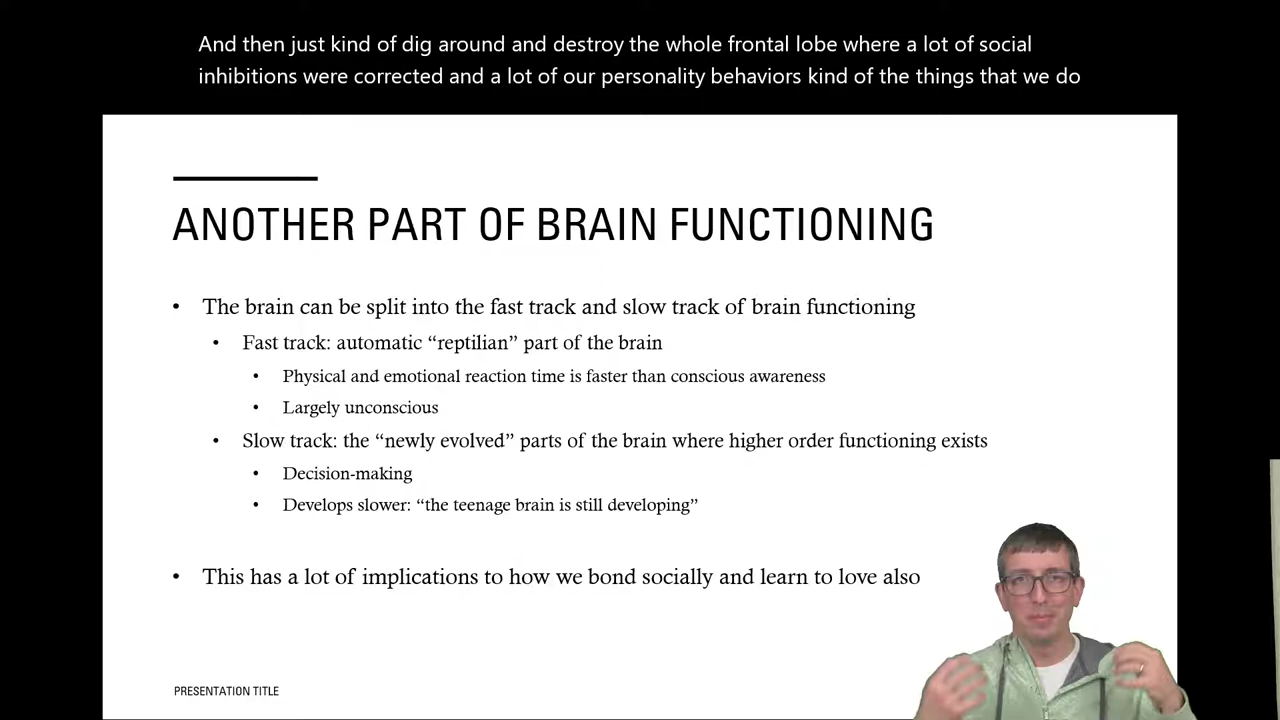 And then just kind of dig around and destroy the whole frontal lobe where a lot of social
inhibitions were corrected and a lot of our personality behaviors kind of the things that we do
ANOTHER PART OF BRAIN FUNCTIONING
• The brain can be split into the fast track and slow track of brain functioning
• Fast track: automatic “reptilian” part of the brain
• Physical and emotional reaction time is faster than conscious awareness
• Largely unconscious
• Slow track: the “newly evolved” parts of the brain where higher order functioning exists
• Decision-making
• Develops slower: “the teenage brain is still developing”
• This has a lot of implications to how we bond socially and learn to love also
PRESENTATION TITLE